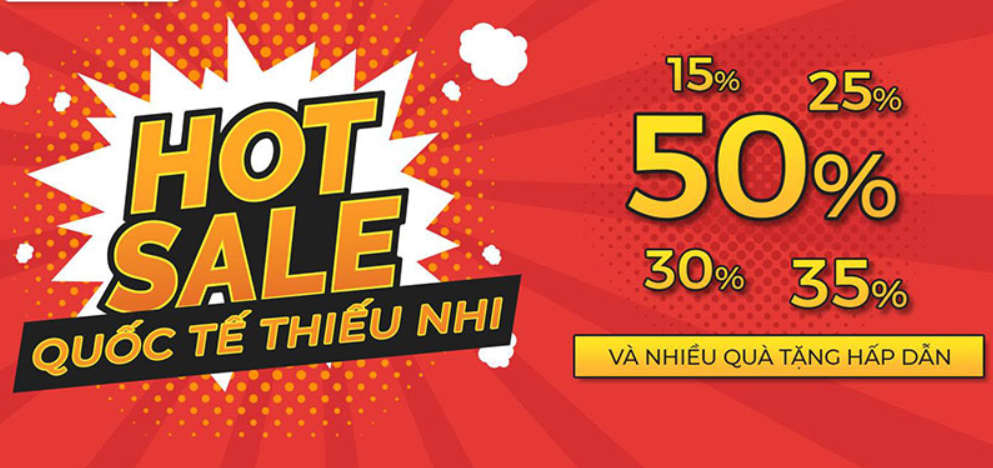 HOT
SALE
QUỐC TẾ THIẾU NHI
15%
25%
50%
30%
35%
VÀ NHIỀU QUÀ TẶNG HẤP DẪN